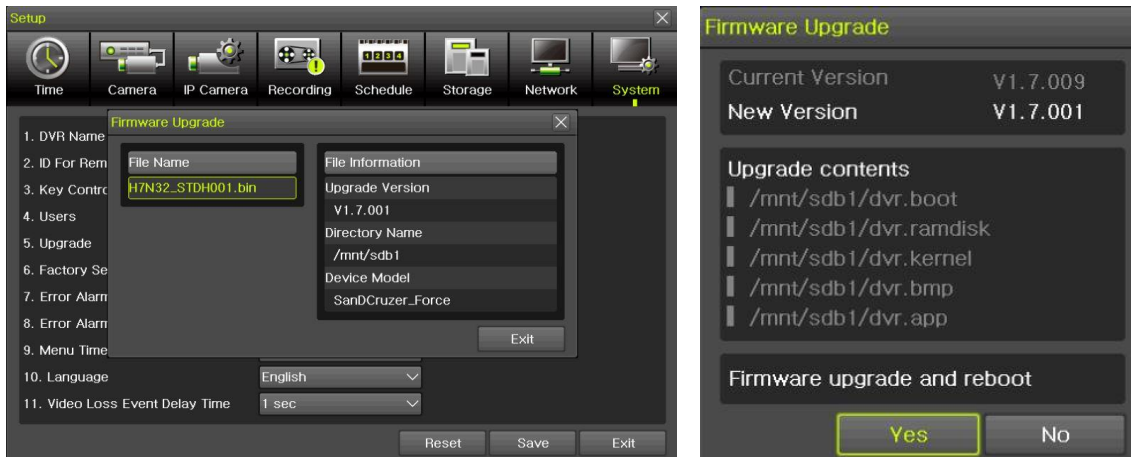 Setup
Time Camera IP Camera Recording Schedule Storage Network System
1 2 3 4
Firmware Upgrade
1. DVR Name
2. ID For Rem
3. Key Contro
4. Users
5. Upgrade
6. Factory Se
7. Error Alarm
8. Error Alarm
9. Menu Time
10. Language English
11. Video Loss Event Delay Time 1 sec
File Name
H7N32_STDH001.bin
File Information
Upgrade Version
V1.7.001
Directory Name
/mnt/sdb1
Device Model
SanDCruzer_Force
Exit
Reset Save Exit
Firmware Upgrade
Current Version V1.7.009
New Version V1.7.001
Upgrade contents
/mnt/sdb1/dvr.boot
/mnt/sdb1/dvr.ramdisk
/mnt/sdb1/dvr.kernel
/mnt/sdb1/dvr.bmp
/mnt/sdb1/dvr.app
Firmware upgrade and reboot
Yes No